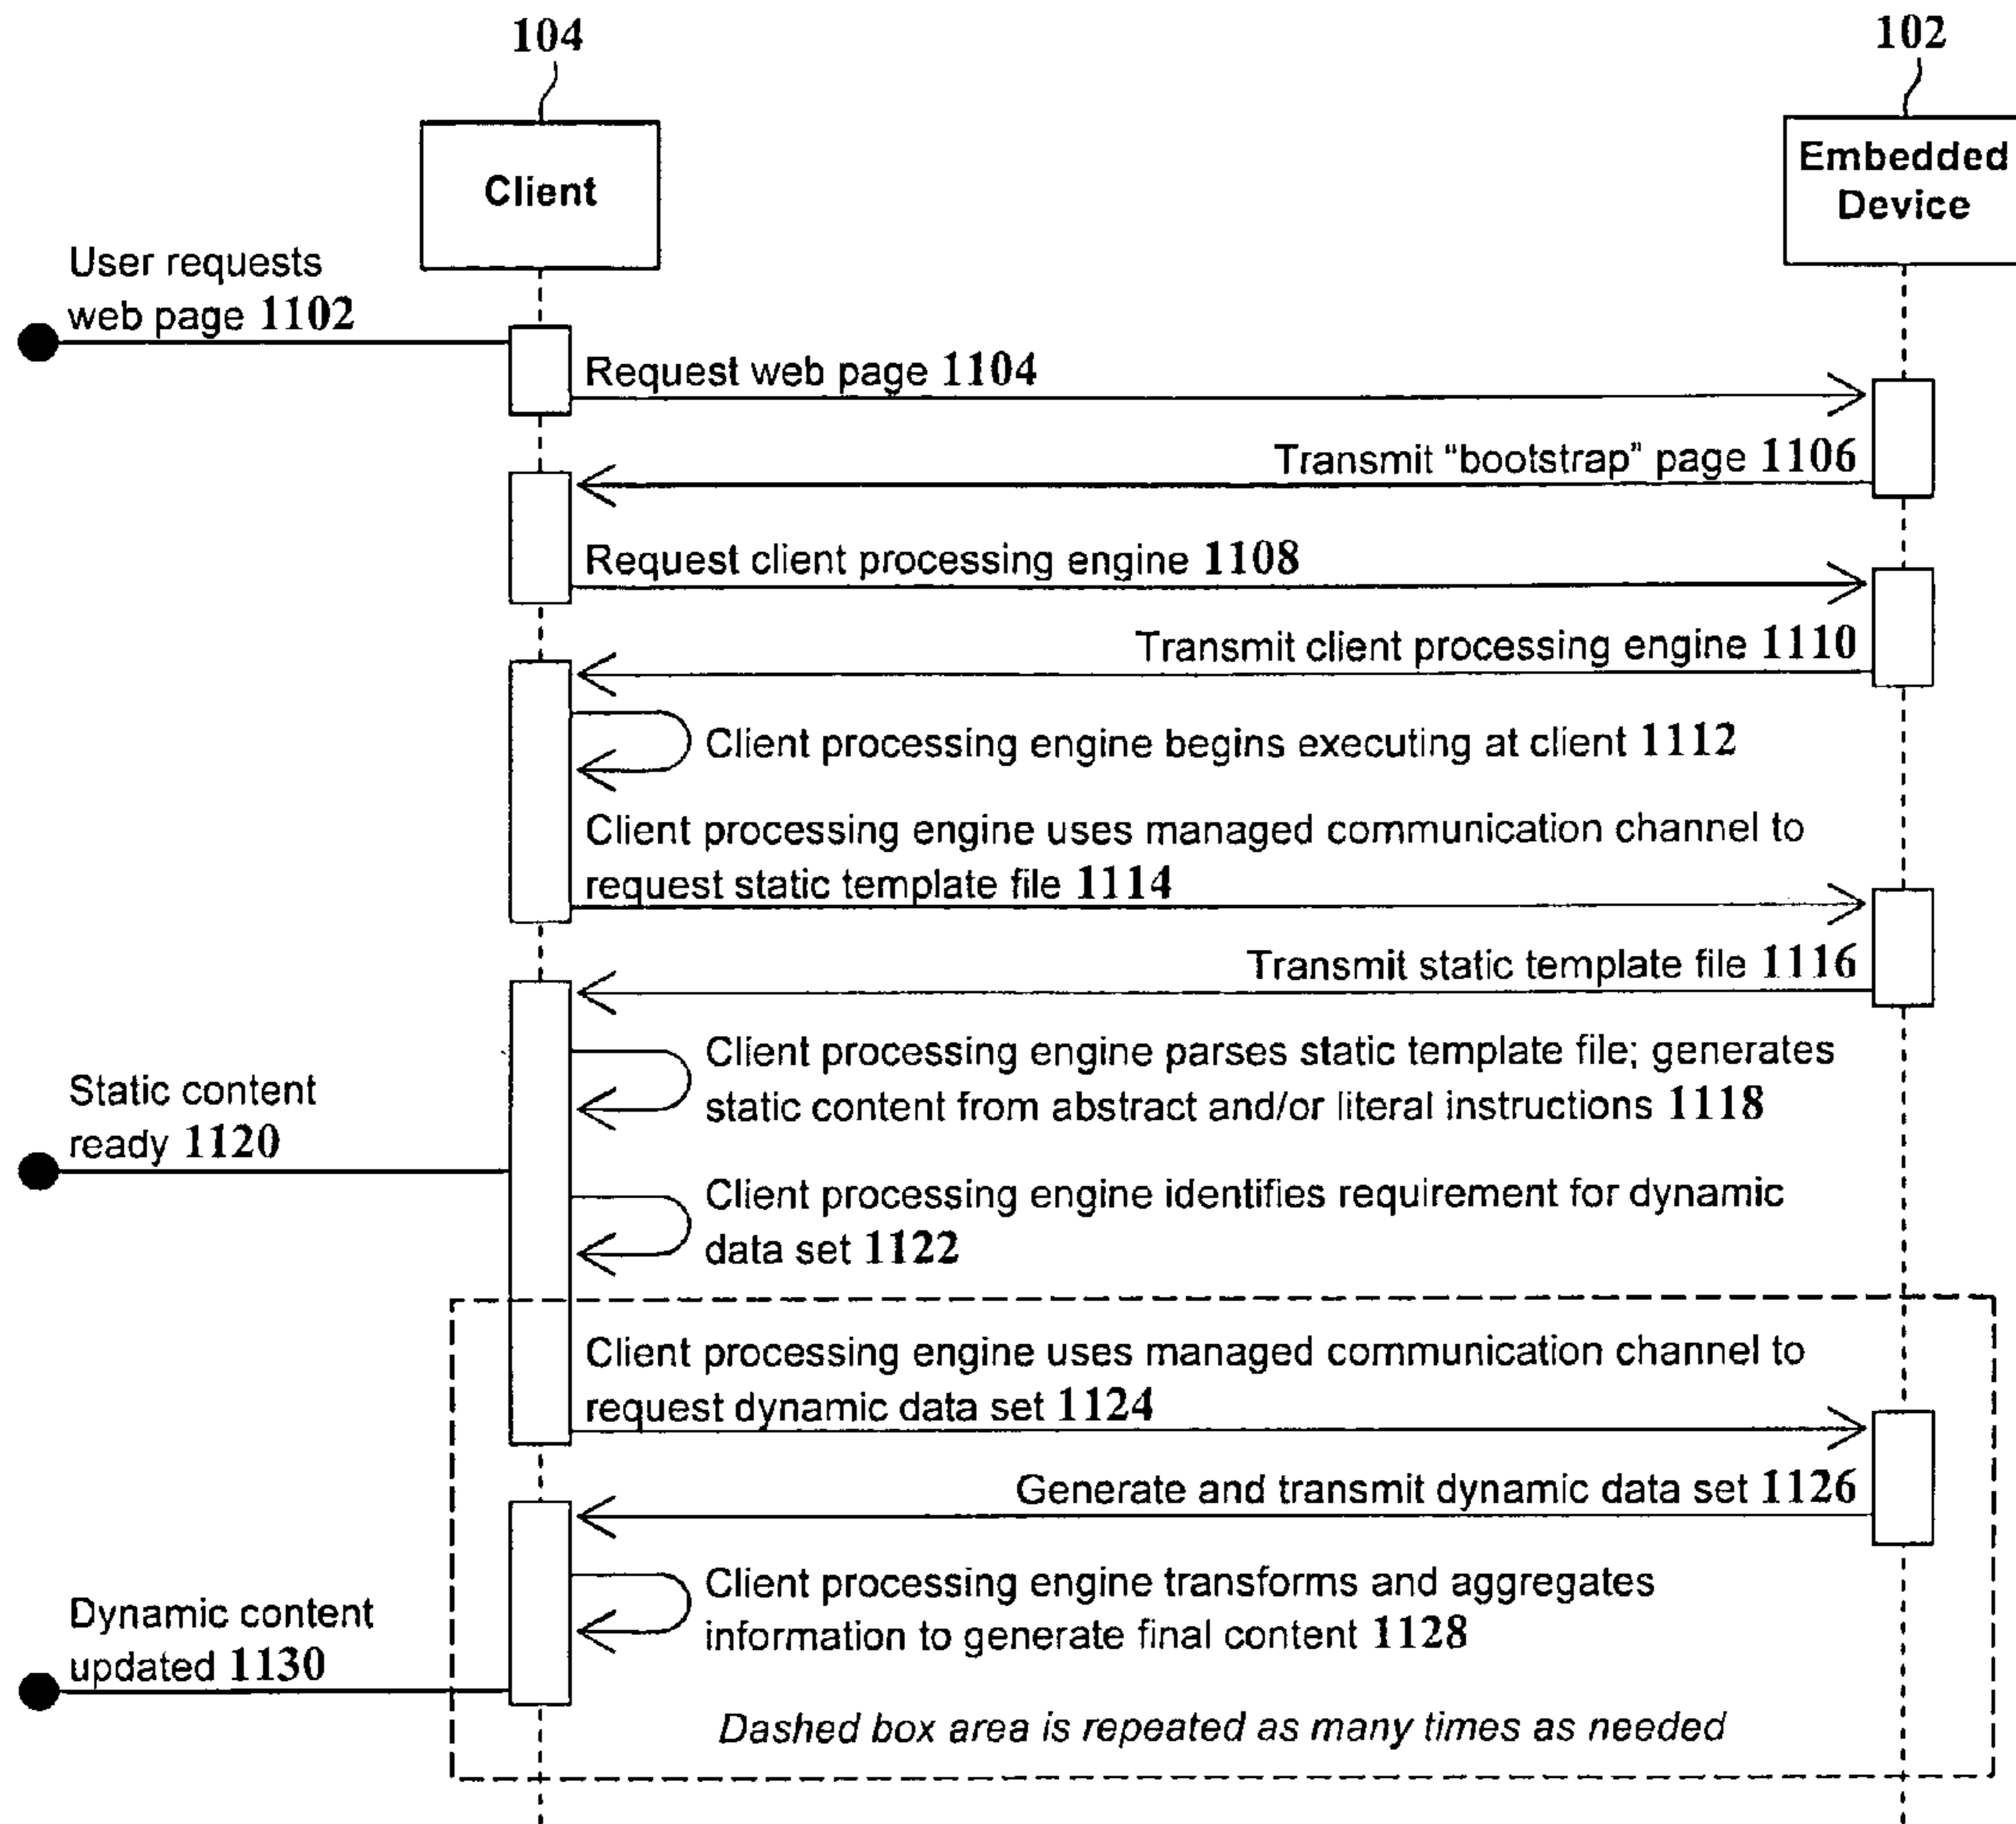 104
102
Client
Embedded
Device
User requests
web page 1102
Request web page 1104
Transmit “bootstrap” page 1106
Request client processing engine 1108
Transmit client processing engine 1110
Client processing engine begins executing at client 1112
Client processing engine uses managed communication channel to
request static template file 1114
Transmit static template file 1116
Client processing engine parses static template file; generates
static content from abstract and/or literal instructions 1118
Static content
ready 1120
Client processing engine identifies requirement for dynamic
data set 1122
Client processing engine uses managed communication channel to
request dynamic data set 1124
Generate and transmit dynamic data set 1126
Client processing engine transforms and aggregates
information to generate final content 1128
Dynamic content
updated 1130
Dashed box area is repeated as many times as needed